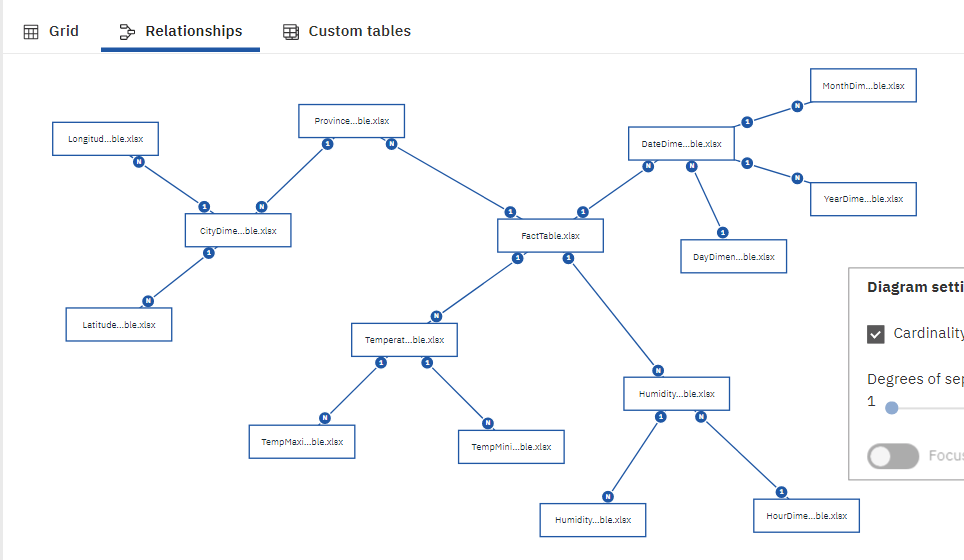 Grid Relationships Custom tables
MonthDim...ble.xlsx
1 N
Province...ble.xlsx
Longitud...ble.xlsx
DateDime...ble.xlsx
N 1 N N N 1 N
YearDime...ble.xlsx
1 N 1 1
CityDime...ble.xlsx
FactTable.xlsx
1
DayDimen...ble.xlsx
1 1 1
Latitude...ble.xlsx
N
Diagram setti
Cardinality
Temperat...ble.xlsx
N
1 1 N
Degrees of sep
1
Humidity...ble.xlsx
TempMaxi...ble.xlsx
N
TempMini...ble.xlsx
N
1 N
Focus
Humidity...ble.xlsx
N
HourDime...ble.xlsx
1